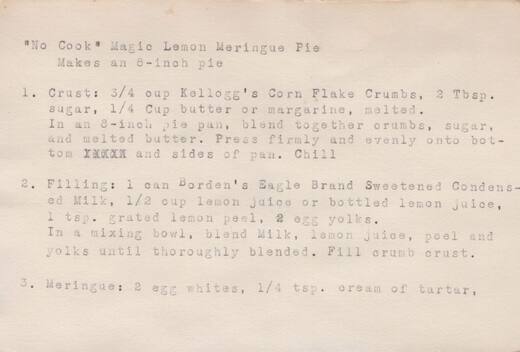 "No Cook" Magic Lemon Meringue Pie
Makes an 8-inch pie
1. Crust: 3/4 cup Kellogg's Corn Flake Crumbs, 2 Tbsp.
sugar, 1/4 Cup butter or margarine, melted.
In an 8-inch pie pan, blend together crumbs, sugar,
and melted butter. Press firmly and evenly onto bot-
tom XXXXX and sides of pan. Chill
2. Filling: 1 can Borden's Eagle Brand Sweetened Condens-
ed Milk, 1/2 cup lemon juice or bottled lemon juice,
1 tsp. grated lemon peel, 2 egg yolks.
In a mixing bowl, blend Milk, lemon juice, peel and
yolks until thoroughly blended. Fill crumb crust.
3. Meringue: 2 egg whites, 1/4 tsp. cream of tartar,